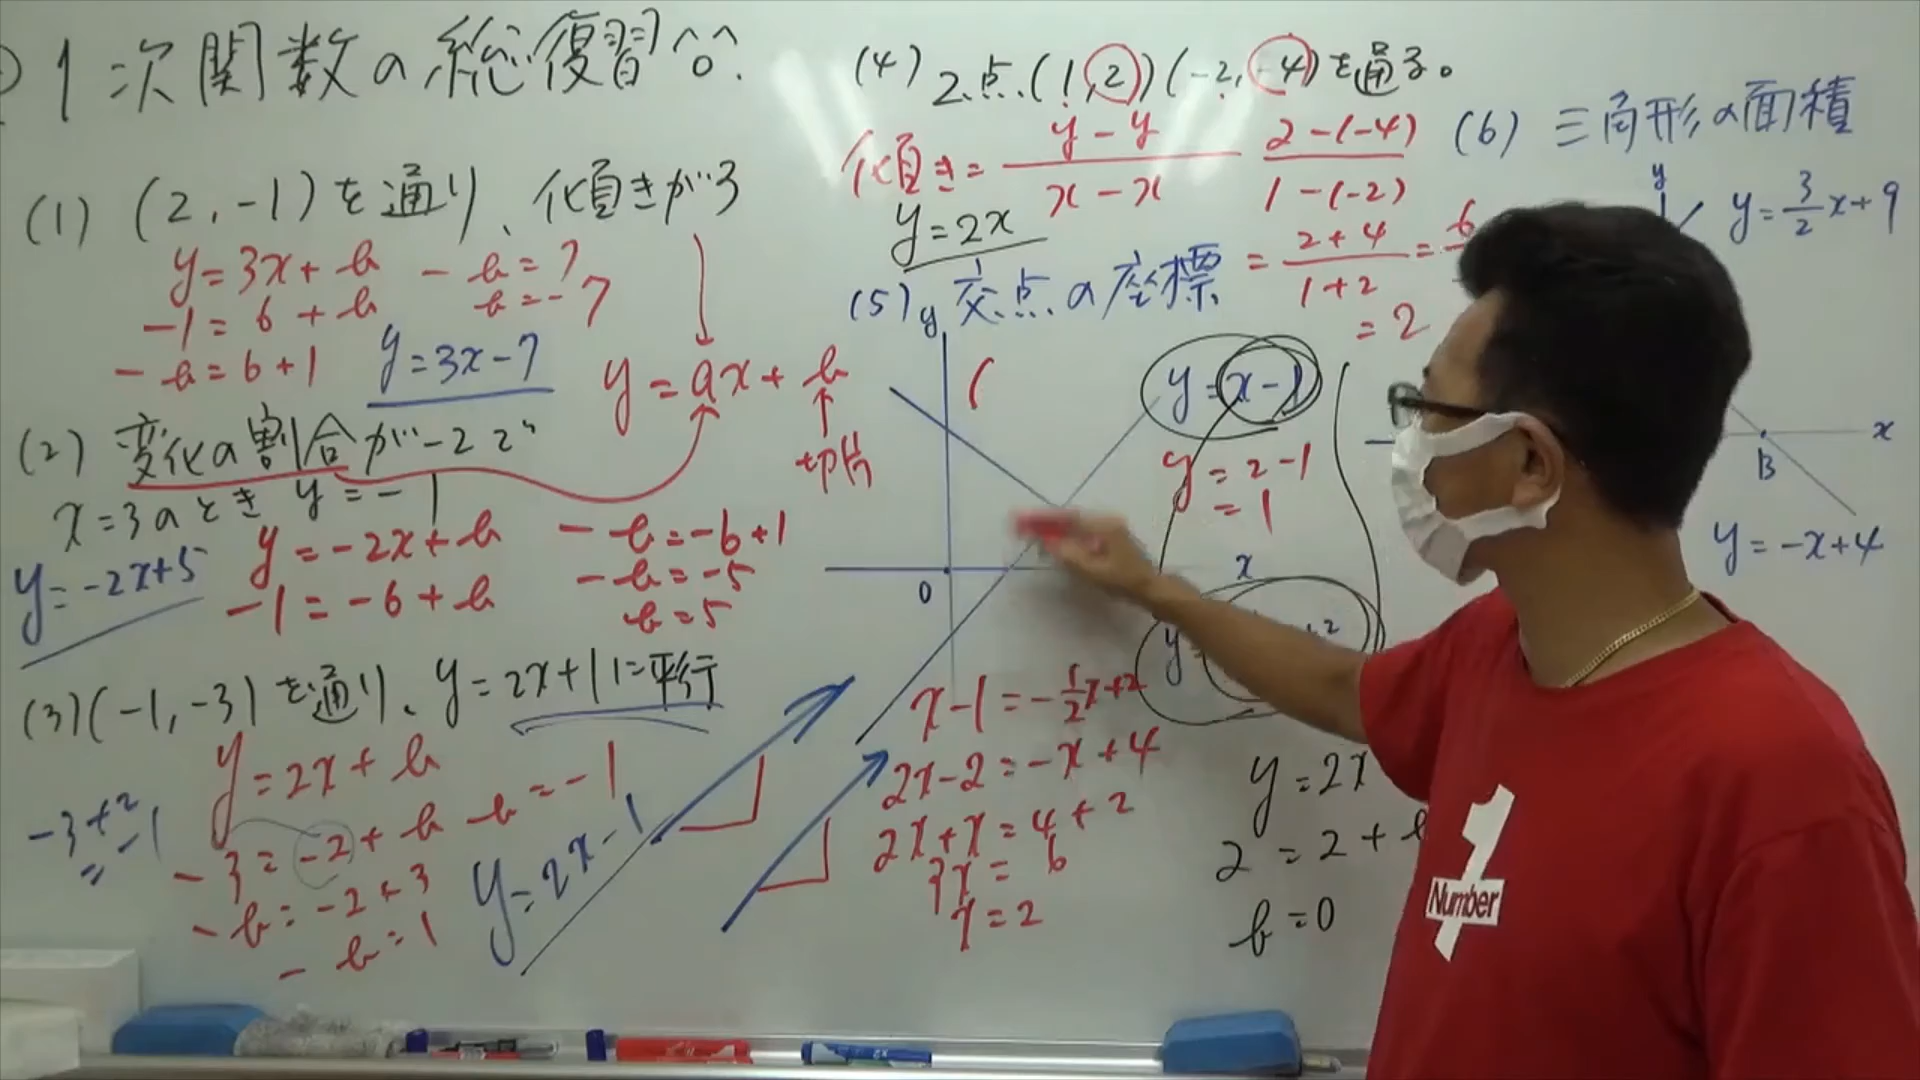 1次関数の総復習^o^.
(1) (2,-1)を通り、傾きが3
y=3x+b
-1=6+b
-b=6+1
-b=7
b=-7
y=3x-7
y=ax+b
切片
(2) 変化の割合が-2で
x=3のとき y=-1
y=-2x+b
-1=-6+b
-b=-6+1
-b=-5
b=5
y=-2x+5
(3)(-1,-3)を通り、y=2x+1に平行
y=2x+b
-3=-2+b
-b=-2+3
-b=1
b=-1
-3+2
=-1
y=2x-1
(4) 2点(1,2)(-2,-4)を通る。
傾き= y-y
x-x
2-(-4)
1-(-2)
= 2+4 = 6
1+2
=2
y=2x
(5) 交点の座標
y
(
0
x
y=x-1
y=2-1
=1
y=
+2
x-1=-1/2x+2
2x-2=-x+4
2x+x=4+2
3x=6
x=2
y=2x
2=2+b
b=0
(6) 三角形の面積
y
y=3/2x+9
x
B
y=-x+4
1
Number